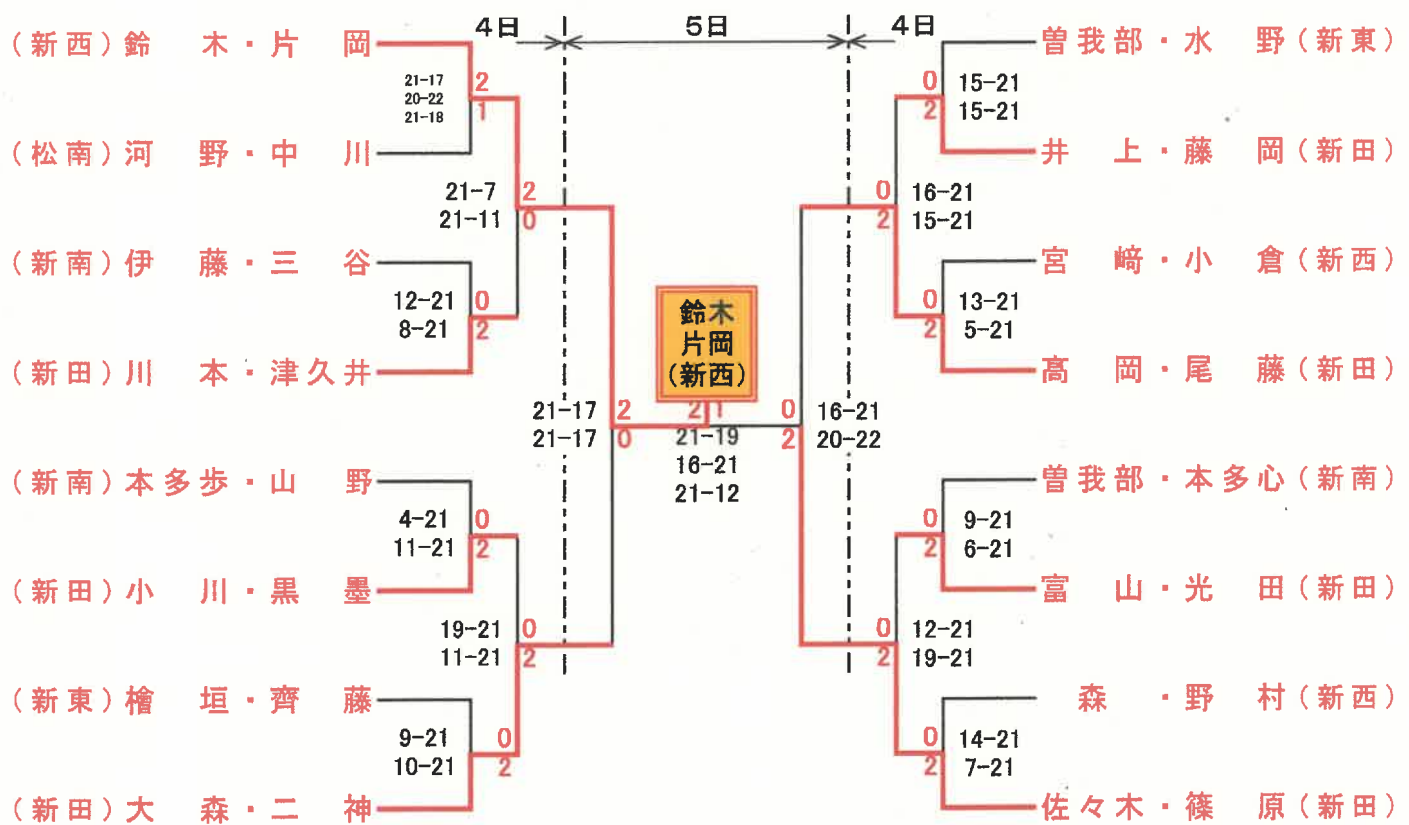 4日 5日 4日
(新西)鈴木・片岡
21-17 2
20-22
21-18 1
(松南)河野・中川
21-7 2
21-11 0
(新南)伊藤・三谷
12-21 0
8-21 2
(新田)川本・津久井
21-17 2
21-17 0
(新南)本多歩・山野
4-21 0
11-21 2
(新田)小川・黒墨
19-21 0
11-21 2
(新東)檜垣・齊藤
9-21 0
10-21 2
(新田)大森・二神
鈴木
片岡
(新西)
2 1
21-19
16-21
21-12
曽我部・水野(新東)
0 15-21
2 15-21
井上・藤岡(新田)
0 16-21
2 15-21
宮﨑・小倉(新西)
0 13-21
2 5-21
髙岡・尾藤(新田)
0 16-21
2 20-22
曽我部・本多心(新南)
0 9-21
2 6-21
富山・光田(新田)
0 12-21
2 19-21
森・野村(新西)
0 14-21
2 7-21
佐々木・篠原(新田)